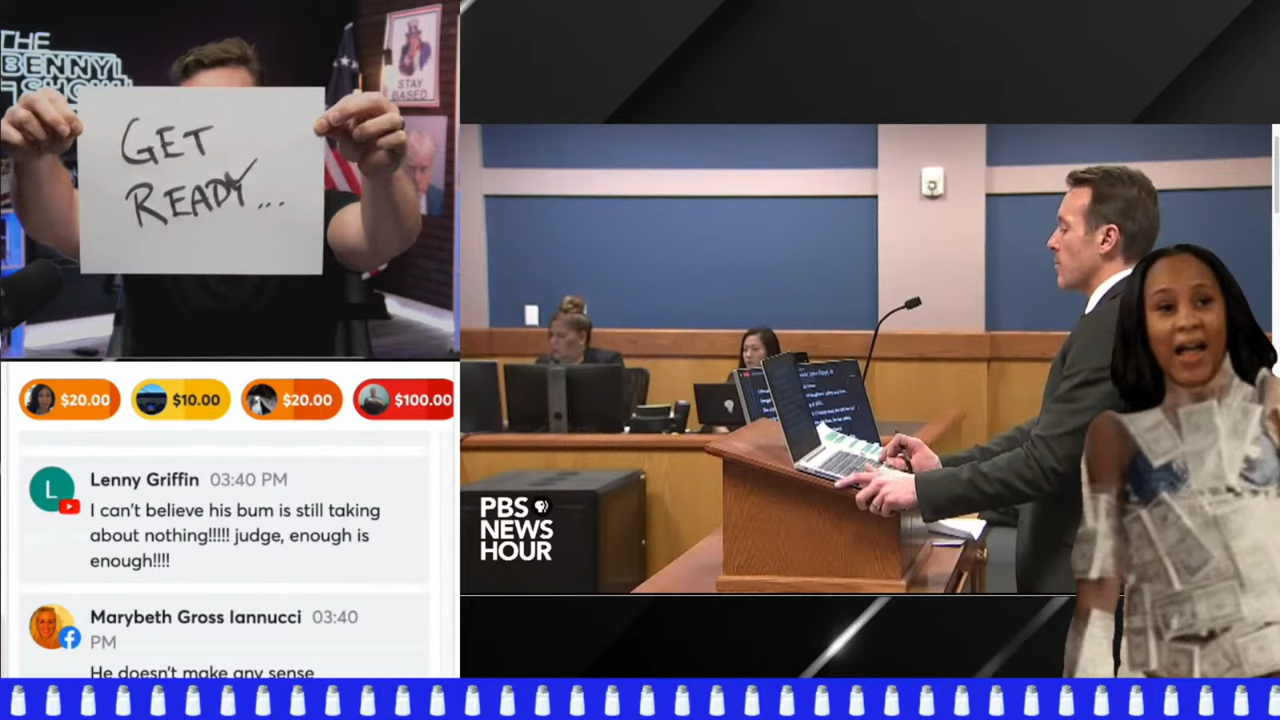 THE
BENNY
SHOW
STAY
BASED
GET
READY...
$20.00
$10.00
$20.00
$100.00
L
Lenny Griffin 03:40 PM
I can't believe his bum is still taking
about nothing!!!!! judge, enough is
enough!!!!
Marybeth Gross Iannucci 03:40
PM
He doesn't make any sense
PBS
NEWS
HOUR